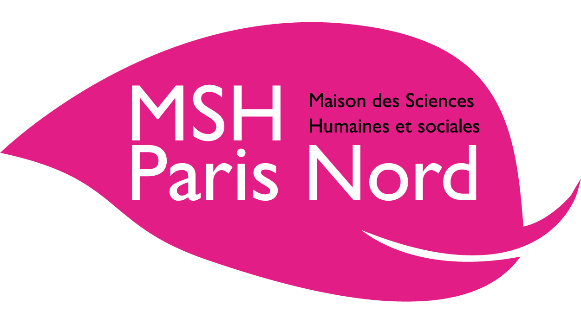 MSH
Maison des Sciences
Humaines et sociales
Paris Nord